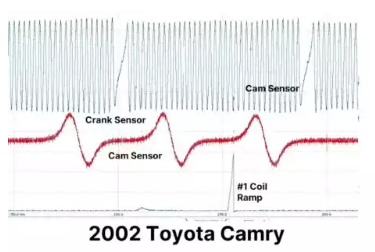 Cam Sensor
Crank Sensor
Cam Sensor
#1 Coil
Ramp
2002 Toyota Camry